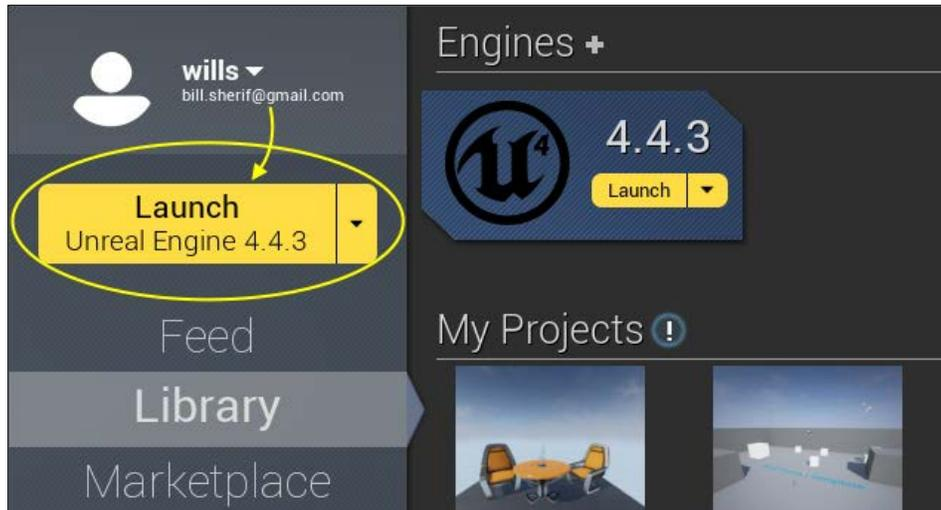 wills
bill.sherif@gmail.com
Launch
Unreal Engine 4.4.3
Feed
Library
Marketplace
Engines +
4.4.3
Launch
My Projects !